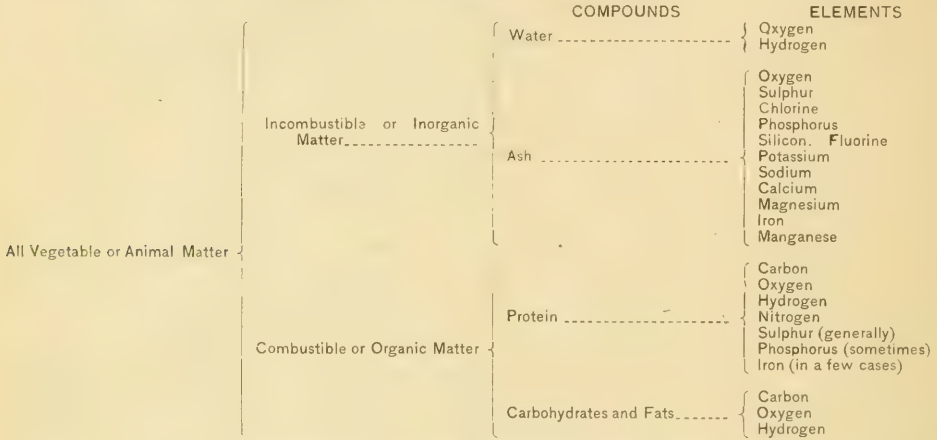 COMPOUNDS ELEMENTS
Water Oxygen
Hydrogen
Incombustible or Inorganic
Matter
Ash
Oxygen
Sulphur
Chlorine
Phosphorus
Silicon. Fluorine
Potassium
Sodium
Calcium
Magnesium
Iron
Manganese
All Vegetable or Animal Matter
Combustible or Organic Matter
Protein
Carbon
Oxygen
Hydrogen
Nitrogen
Sulphur (generally)
Phosphorus (sometimes)
Iron (in a few cases)
Carbohydrates and Fats
Carbon
Oxygen
Hydrogen